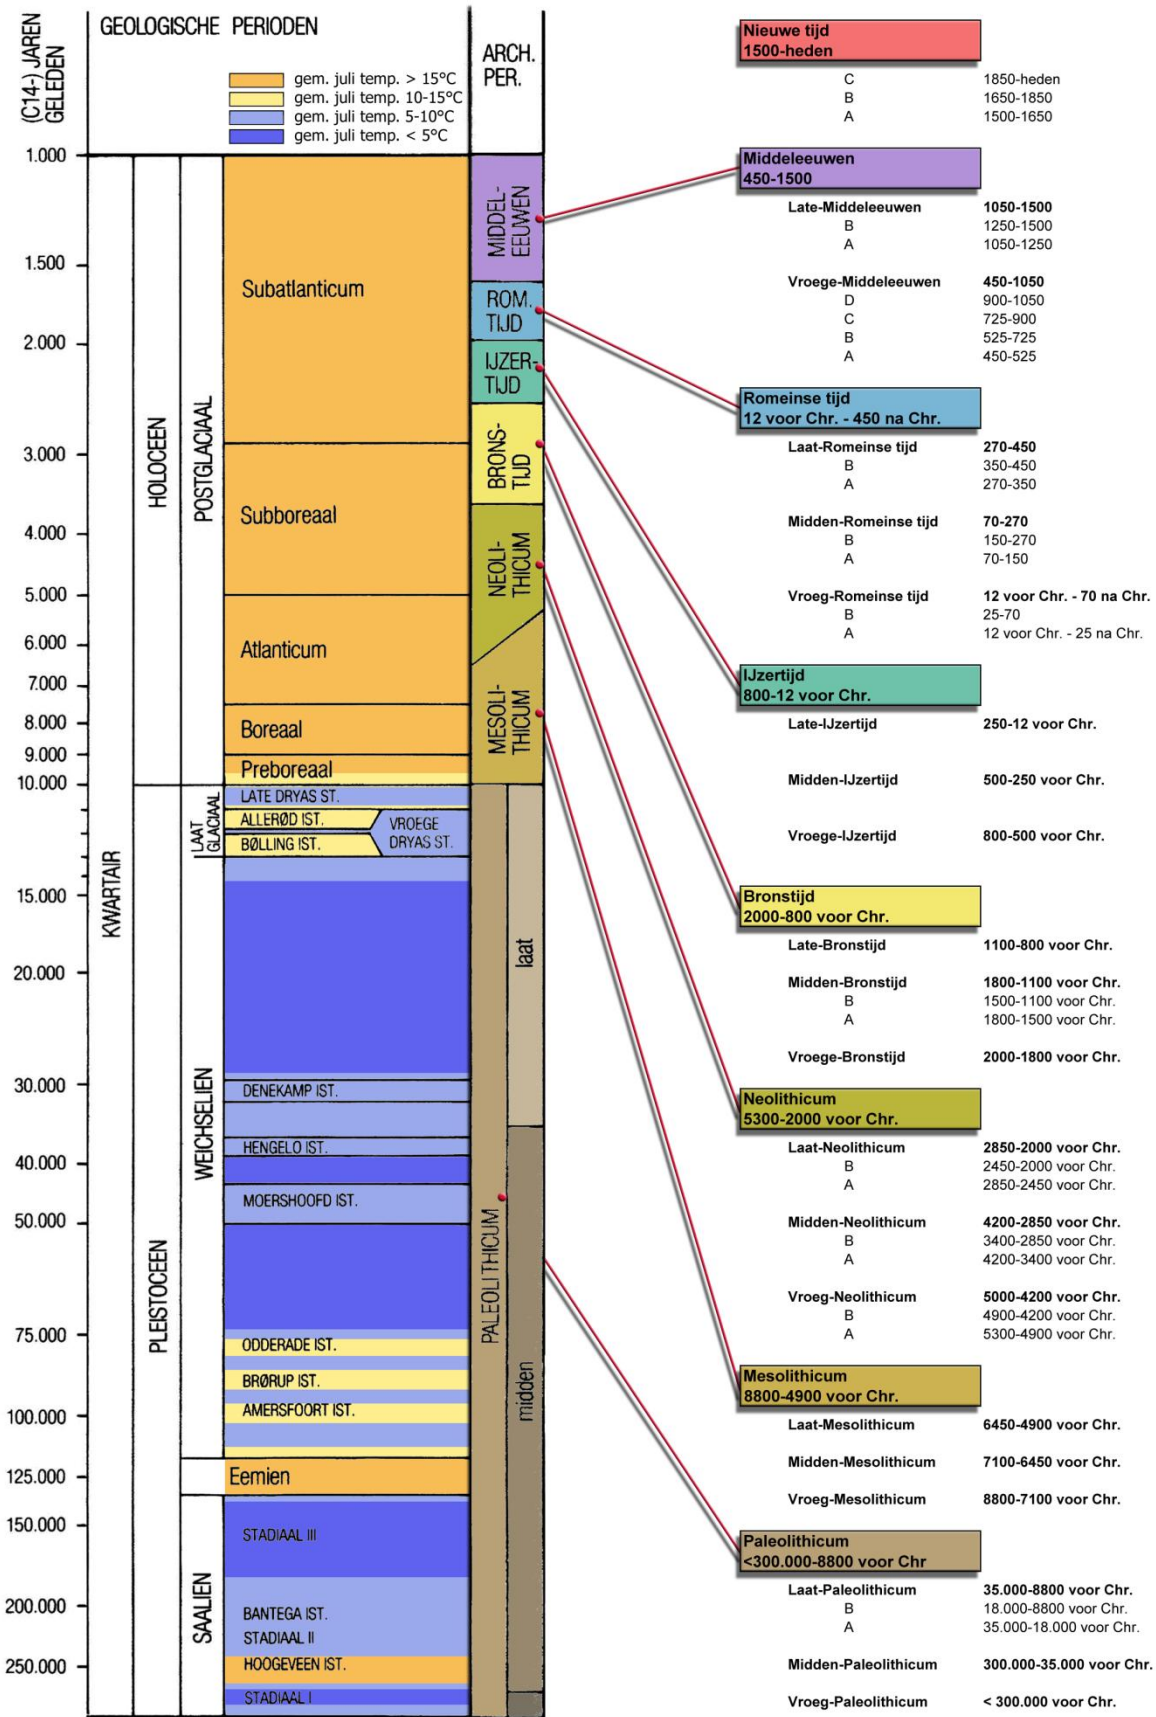 (C14-) JAREN
GELEDEN
GEOLOGISCHE PERIODEN
gem. juli temp. > 15°C
gem. juli temp. 10-15°C
gem. juli temp. 5-10°C
gem. juli temp. < 5°C
ARCH.
PER.
1.000
1.500
2.000
3.000
4.000
5.000
6.000
7.000
8.000
9.000
10.000
15.000
20.000
30.000
40.000
50.000
75.000
100.000
125.000
150.000
200.000
250.000
KWARTAIR
HOLOCEEN
PLEISTOCEEN
POSTGLACIAAL
LAAT
GLACIAAL
WEICHSELIEN
SAALIEN
Subatlanticum
Subboreaal
Atlanticum
Boreaal
Preboreaal
LATE DRYAS ST.
ALLERØD IST.
VROEGE
DRYAS ST.
BØLLING IST.
DENEKAMP IST.
HENGELO IST.
MOERSHOOFD IST.
ODDERADE IST.
BRØRUP IST.
AMERSFOORT IST.
Eemien
STADIAAL III
BANTEGA IST.
STADIAAL II
HOOGEVEEN IST.
STADIAAL I
MIDDEL-
EEUWEN
ROM.
TIJD
IJZER-
TIJD
BRONS-
TIJD
NEOLI-
THICUM
MESOLI-
THICUM
PALEOLITHICUM
laat
midden
Nieuwe tijd
1500-heden
C 1850-heden
B 1650-1850
A 1500-1650
Middeleeuwen
450-1500
Late-Middeleeuwen 1050-1500
B 1250-1500
A 1050-1250
Vroege-Middeleeuwen 450-1050
D 900-1050
C 725-900
B 525-725
A 450-525
Romeinse tijd
12 voor Chr. - 450 na Chr.
Laat-Romeinse tijd 270-450
B 350-450
A 270-350
Midden-Romeinse tijd 70-270
B 150-270
A 70-150
Vroeg-Romeinse tijd 12 voor Chr. - 70 na Chr.
B 25-70
A 12 voor Chr. - 25 na Chr.
IJzertijd
800-12 voor Chr.
Late-IJzertijd 250-12 voor Chr.
Midden-IJzertijd 500-250 voor Chr.
Vroege-IJzertijd 800-500 voor Chr.
Bronstijd
2000-800 voor Chr.
Late-Bronstijd 1100-800 voor Chr.
Midden-Bronstijd 1800-1100 voor Chr.
B 1500-1100 voor Chr.
A 1800-1500 voor Chr.
Vroege-Bronstijd 2000-1800 voor Chr.
Neolithicum
5300-2000 voor Chr.
Laat-Neolithicum 2850-2000 voor Chr.
B 2450-2000 voor Chr.
A 2850-2450 voor Chr.
Midden-Neolithicum 4200-2850 voor Chr.
B 3400-2850 voor Chr.
A 4200-3400 voor Chr.
Vroeg-Neolithicum 5000-4200 voor Chr.
B 4900-4200 voor Chr.
A 5300-4900 voor Chr.
Mesolithicum
8800-4900 voor Chr.
Laat-Mesolithicum 6450-4900 voor Chr.
Midden-Mesolithicum 7100-6450 voor Chr.
Vroeg-Mesolithicum 8800-7100 voor Chr.
Paleolithicum
<300.000-8800 voor Chr
Laat-Paleolithicum 35.000-8800 voor Chr.
B 18.000-8800 voor Chr.
A 35.000-18.000 voor Chr.
Midden-Paleolithicum 300.000-35.000 voor Chr.
Vroeg-Paleolithicum < 300.000 voor Chr.